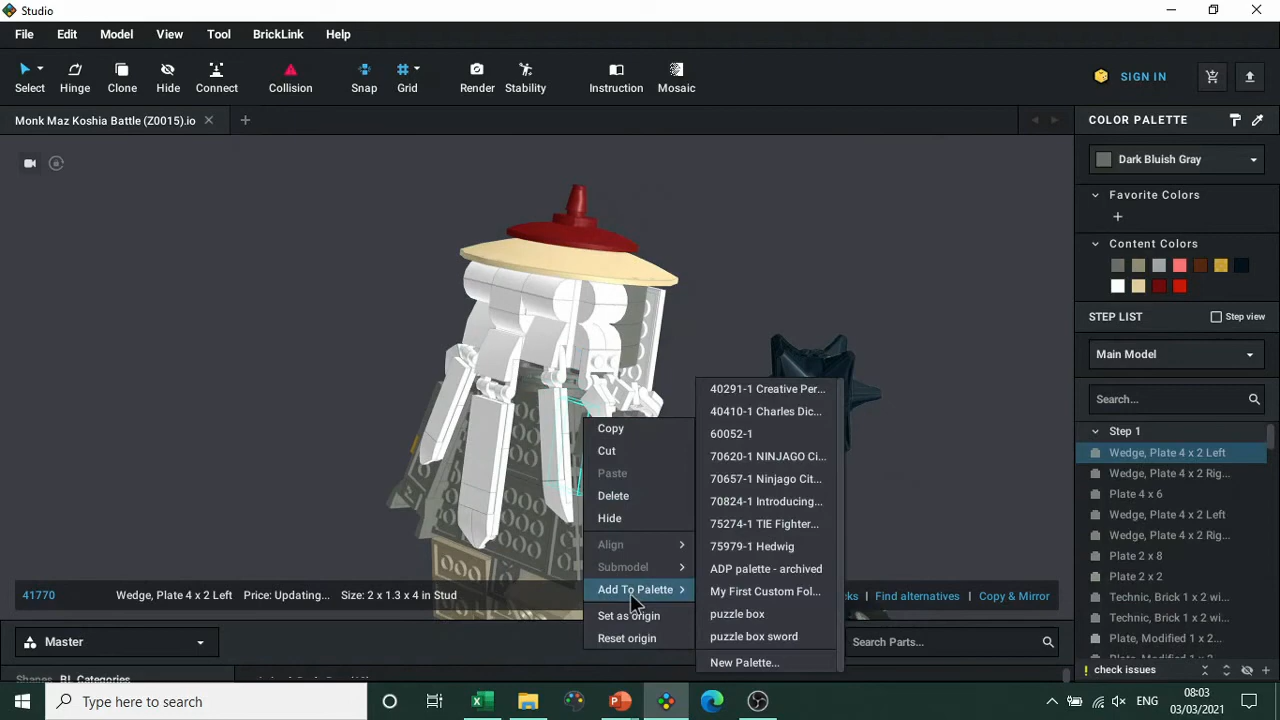 Studio
File Edit Model View Tool BrickLink Help
Select Hinge Clone Hide Connect Collision Snap Grid Render Stability Instruction Mosaic SIGN IN
Monk Maz Koshia Battle (Z0015).io
COLOR PALETTE
Dark Bluish Gray
Favorite Colors
Content Colors
STEP LIST Step view
Main Model
Search...
Step 1
Wedge, Plate 4 x 2 Left
Wedge, Plate 4 x 2 Rig...
Plate 4 x 6
Wedge, Plate 4 x 2 Left
Wedge, Plate 4 x 2 Rig...
Plate 2 x 8
Plate 2 x 2
Technic, Brick 1 x 2 wit...
Technic, Brick 1 x 2 wit...
Plate, Modified 1 x 2...
check issues
Copy
Cut
Paste
Delete
Hide
Align
Submodel
Add To Palette
Set as origin
Reset origin
40291-1 Creative Per...
40410-1 Charles Dic...
60052-1
70620-1 NINJAGO Ci...
70657-1 Ninjago Cit...
70824-1 Introducing...
75274-1 TIE Fighter...
75979-1 Hedwig
ADP palette - archived
My First Custom Fol...
puzzle box
puzzle box sword
New Palette...
41770 Wedge, Plate 4 x 2 Left Price: Updating... Size: 2 x 1.3 x 4 in Stud
Find alternatives Copy & Mirror
Master
Search Parts...
Type here to search
ENG
08:03
03/03/2021